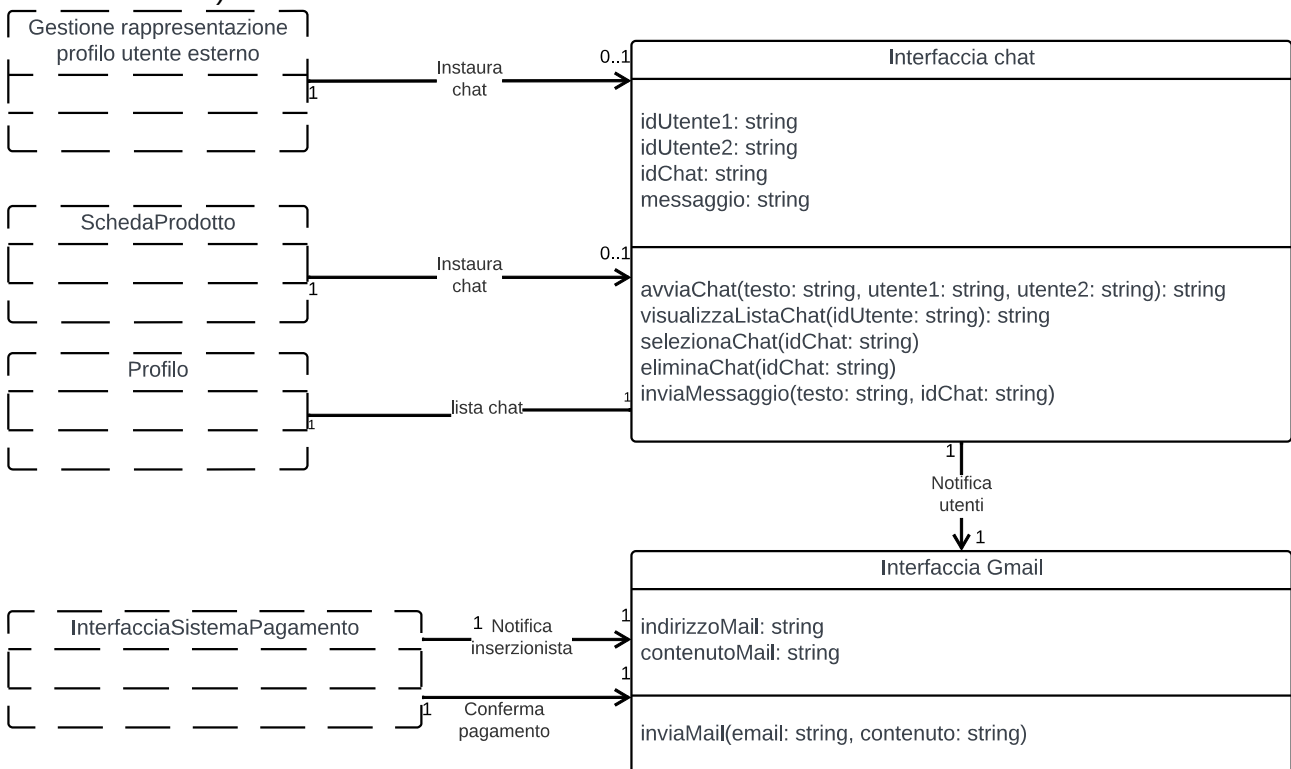 Gestione rappresentazione
profilo utente esterno
1
Instaura
chat
0..1
Interfaccia chat
idUtente1: string
idUtente2: string
idChat: string
messaggio: string
SchedaProdotto
1
Instaura
chat
0..1
avviaChat(testo: string, utente1: string, utente2: string): string
visualizzaListaChat(idUtente: string): string
selezionaChat(idChat: string)
eliminaChat(idChat: string)
inviaMessaggio(testo: string, idChat: string)
Profilo
1
lista chat
1
1
Notifica
utenti
1
Interfaccia Gmail
indirizzoMail: string
contenutoMail: string
inviaMail(email: string, contenuto: string)
InterfacciaSistemaPagamento
1 Notifica
inserzionista
1
1
Conferma
pagamento
1